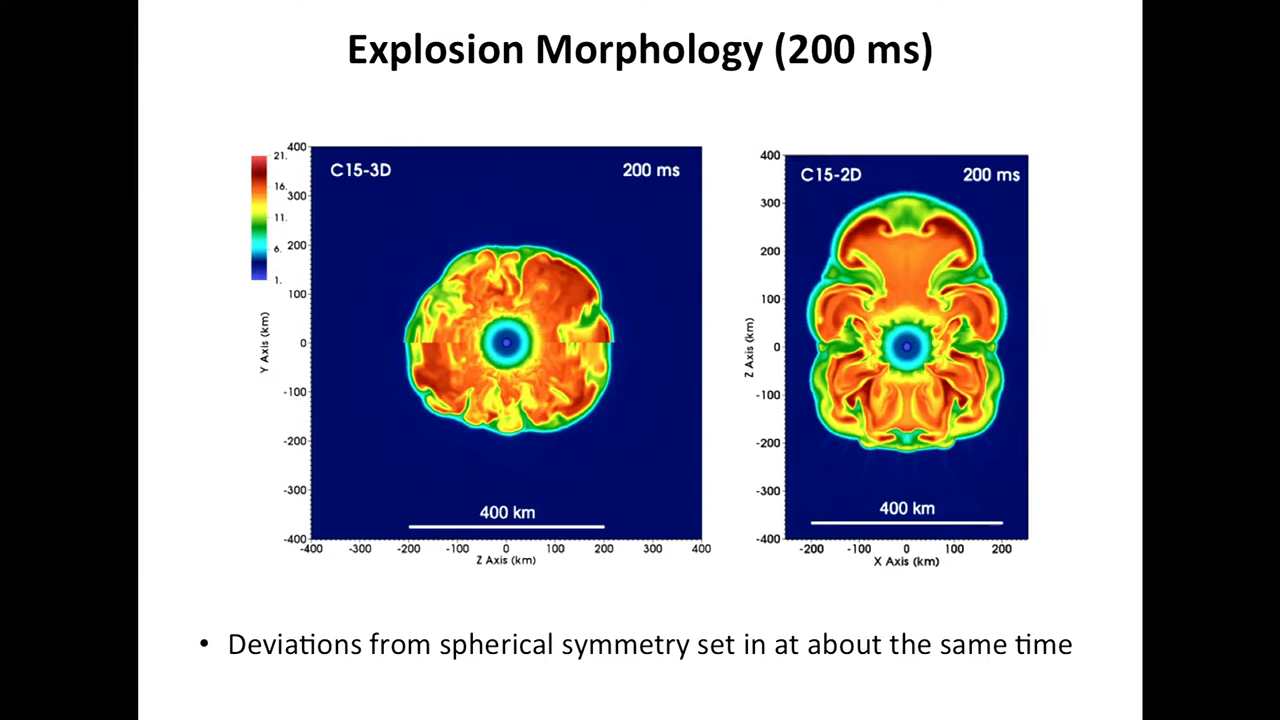 Explosion Morphology (200 ms)
21.
16.
11.
6.
1.
C15-3D 200 ms
400
300
200
100
0
-100
-200
-300
-400
Y Axis (km)
400 km
-400 -300 -200 -100 0 100 200 300 400
Z Axis (km)
C15-2D 200 ms
400
300
200
100
0
-100
-200
-300
-400
Z Axis (km)
400 km
-200 -100 0 100 200
X Axis (km)
• Deviations from spherical symmetry set in at about the same time